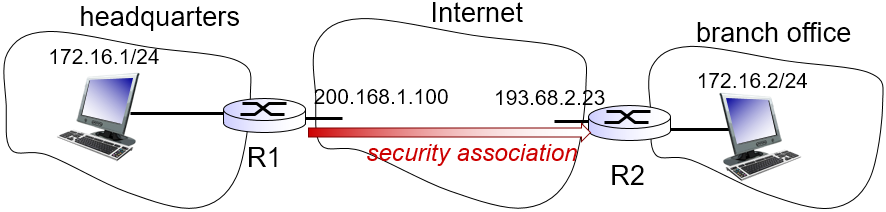 headquarters
Internet
branch office
172.16.1/24
172.16.2/24
200.168.1.100
193.68.2.23
security association
R1
R2